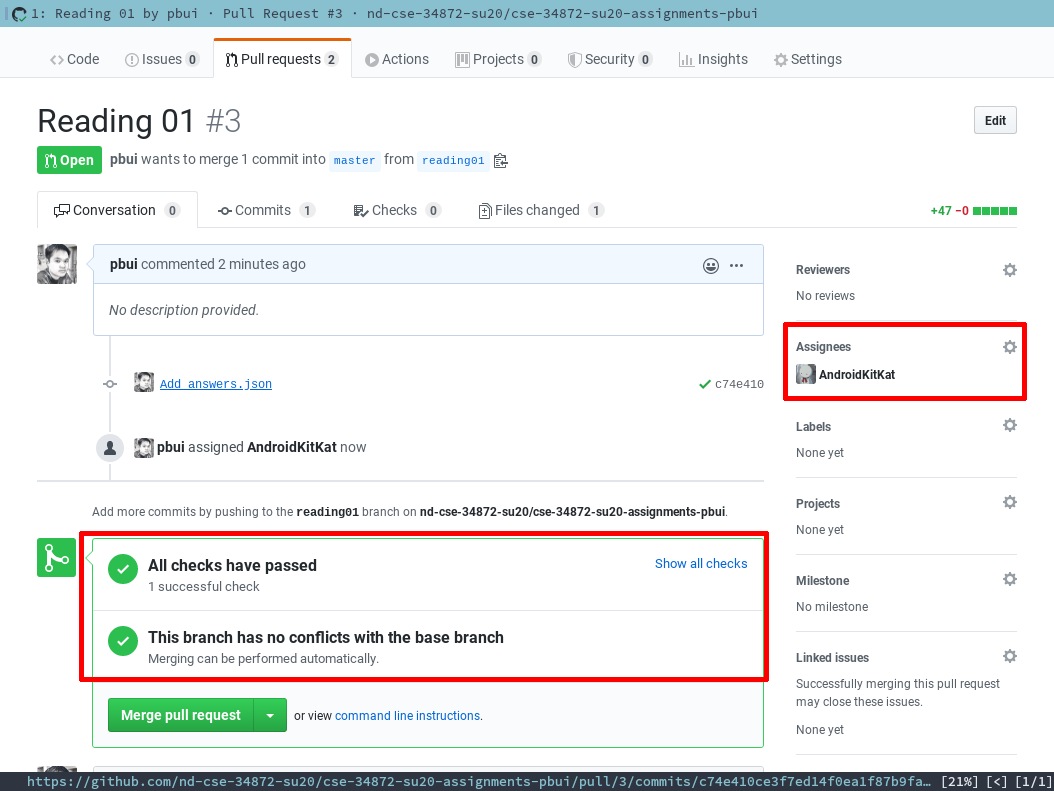 1: Reading 01 by pbui · Pull Request #3 · nd-cse-34872-su20/cse-34872-su20-assignments-pbui
Code Issues 0 Pull requests 2 Actions Projects 0 Security 0 Insights Settings
Reading 01 #3 Edit
Open pbui wants to merge 1 commit into master from reading01
Conversation 0 Commits 1 Checks 0 Files changed 1 +47 −0
pbui commented 2 minutes ago
No description provided.
Add answers.json c74e410
pbui assigned AndroidKitKat now
Add more commits by pushing to the reading01 branch on nd-cse-34872-su20/cse-34872-su20-assignments-pbui.
All checks have passed Show all checks
1 successful check
This branch has no conflicts with the base branch
Merging can be performed automatically.
Merge pull request or view command line instructions.
Reviewers
No reviews
Assignees
AndroidKitKat
Labels
None yet
Projects
None yet
Milestone
No milestone
Linked issues
Successfully merging this pull request
may close these issues.
None yet
https://github.com/nd-cse-34872-su20/cse-34872-su20-assignments-pbui/pull/3/commits/c74e410ce3f7ed14f0ea1f87b9fa… [21%] [<] [1/1]